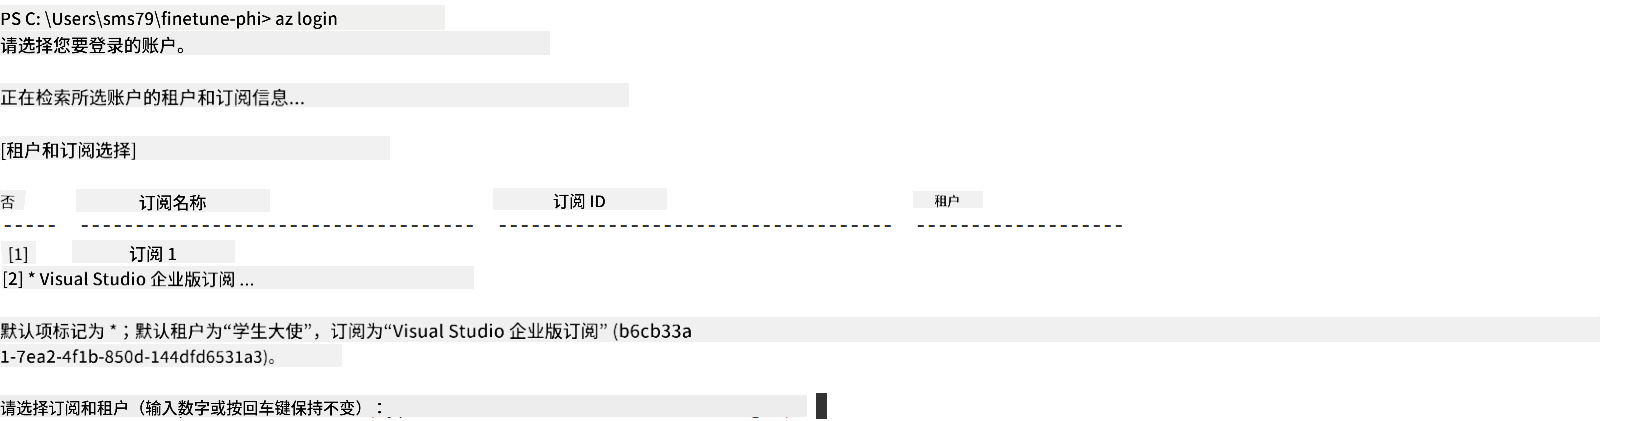 PS C: \Users\sms79\finetune-phi> az login
请选择您要登录的账户。
正在检索所选账户的租户和订阅信息...
[租户和订阅选择]
否 订阅名称 订阅 ID 租户
----- ---------------------------------- ---------------------------------- ------------------
[1] 订阅 1
[2] * Visual Studio 企业版订阅 ...
默认项标记为 *；默认租户为“学生大使”，订阅为“Visual Studio 企业版订阅” (b6cb33a
1-7ea2-4f1b-850d-144dfd6531a3)。
请选择订阅和租户（输入数字或按回车键保持不变）：